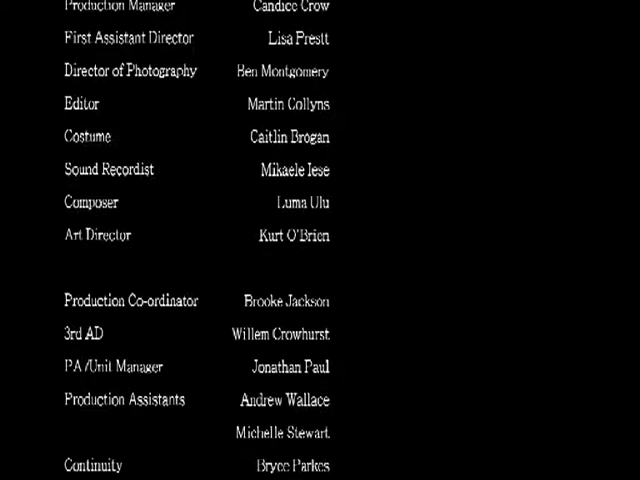 Production Manager Candice Crow
First Assistant Director Lisa Prestt
Director of Photography Ben Montgomery
Editor Martin Collyns
Costume Caitlin Brogan
Sound Recordist Mikaele Iese
Composer Luma Ulu
Art Director Kurt O'Brien
Production Co-ordinator Brooke Jackson
3rd AD Willem Crowhurst
PA/Unit Manager Jonathan Paul
Production Assistants Andrew Wallace
Michelle Stewart
Continuity Bryce Parkes